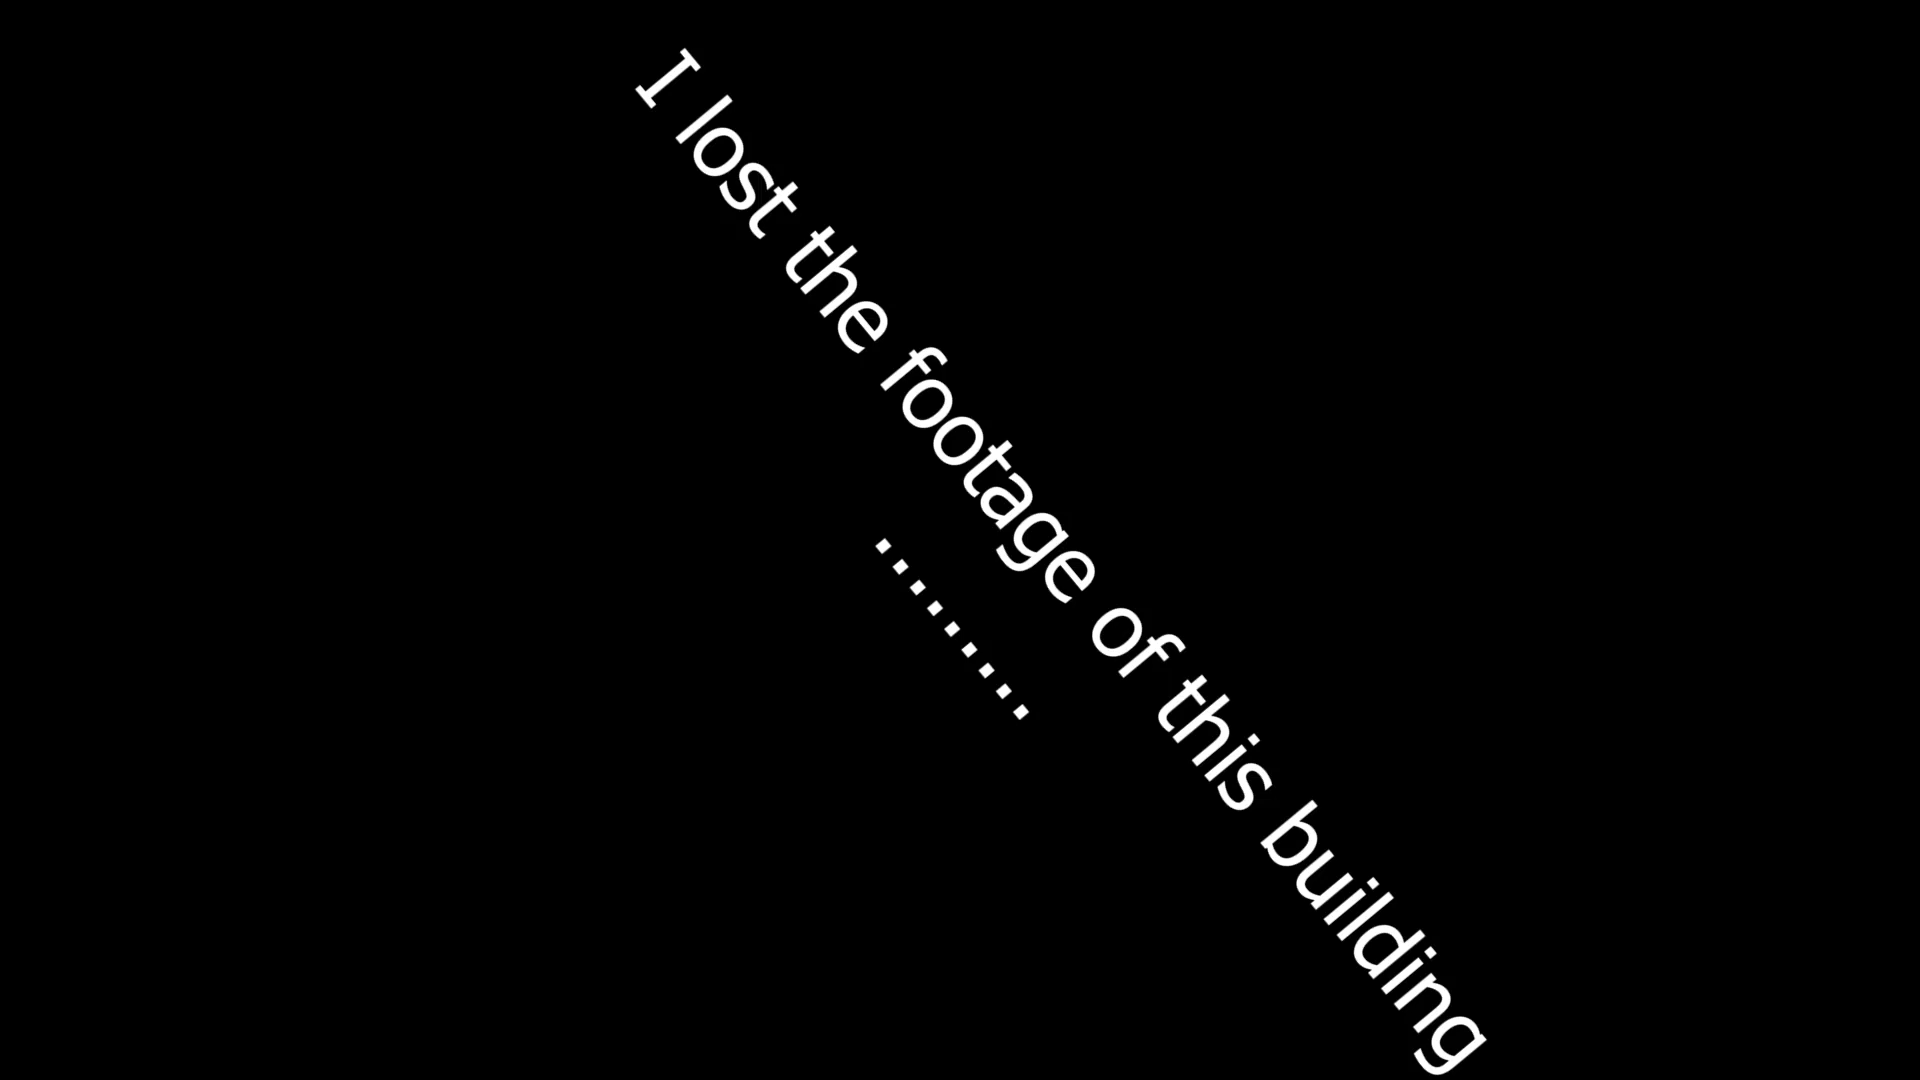 I lost the footage of this building
.........